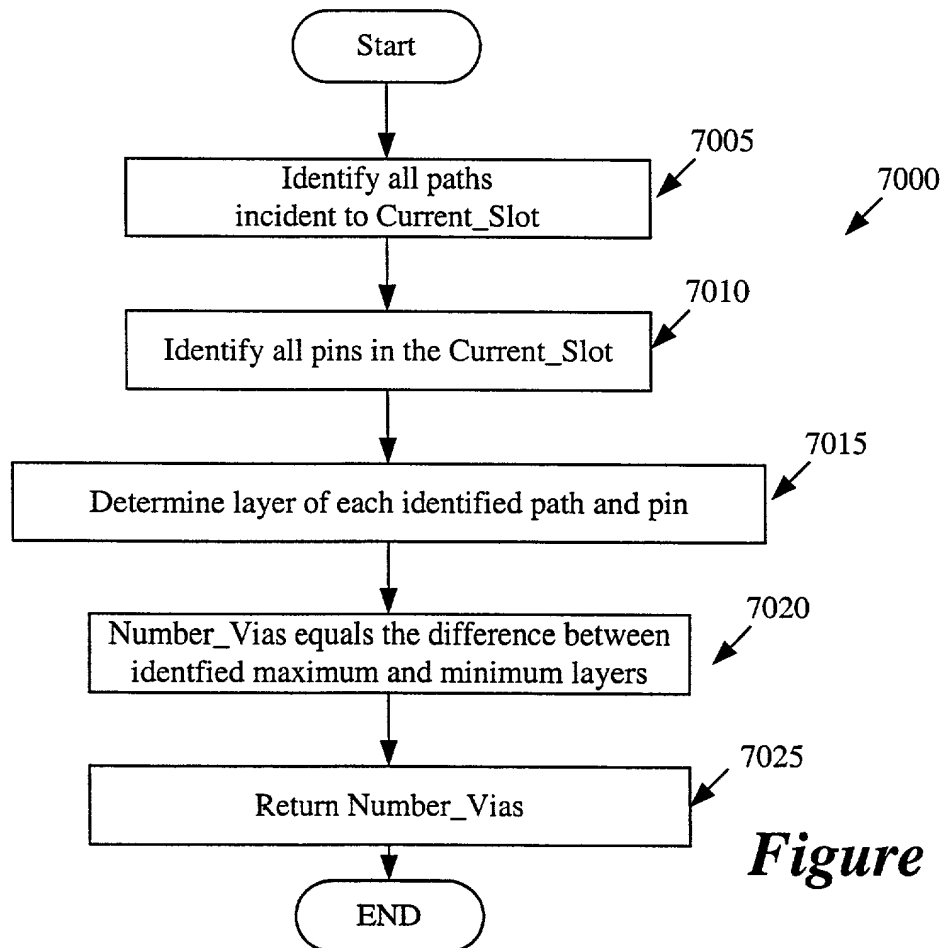 Start
7005
7000
Identify all paths
incident to Current_Slot
7010
Identify all pins in the Current_Slot
7015
Determine layer of each identified path and pin
7020
Number_Vias equals the difference between
identfied maximum and minimum layers
7025
Return Number_Vias
Figure
END